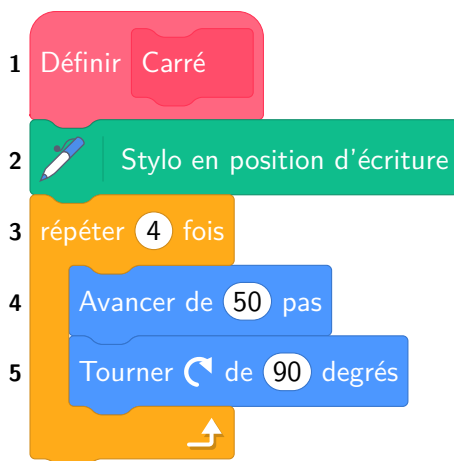 1 Définir Carré
2 Stylo en position d'écriture
3 répéter 4 fois
4 Avancer de 50 pas
5 Tourner de 90 degrés